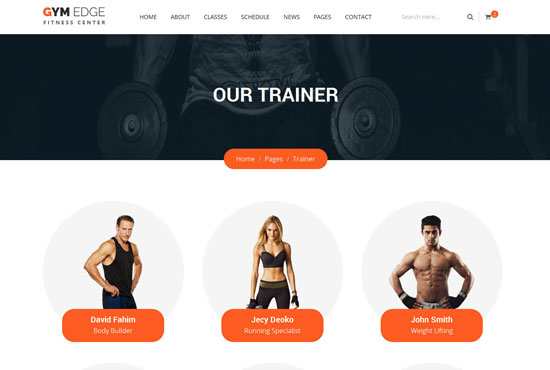 GYM EDGE
FITNESS CENTER
HOME ABOUT CLASSES SCHEDULE NEWS PAGES CONTACT Search Here... 2
OUR TRAINER
Home / Pages / Trainer
David Fahim
Body Builder
Jecy Deoko
Running Specialist
John Smith
Weight Lifting